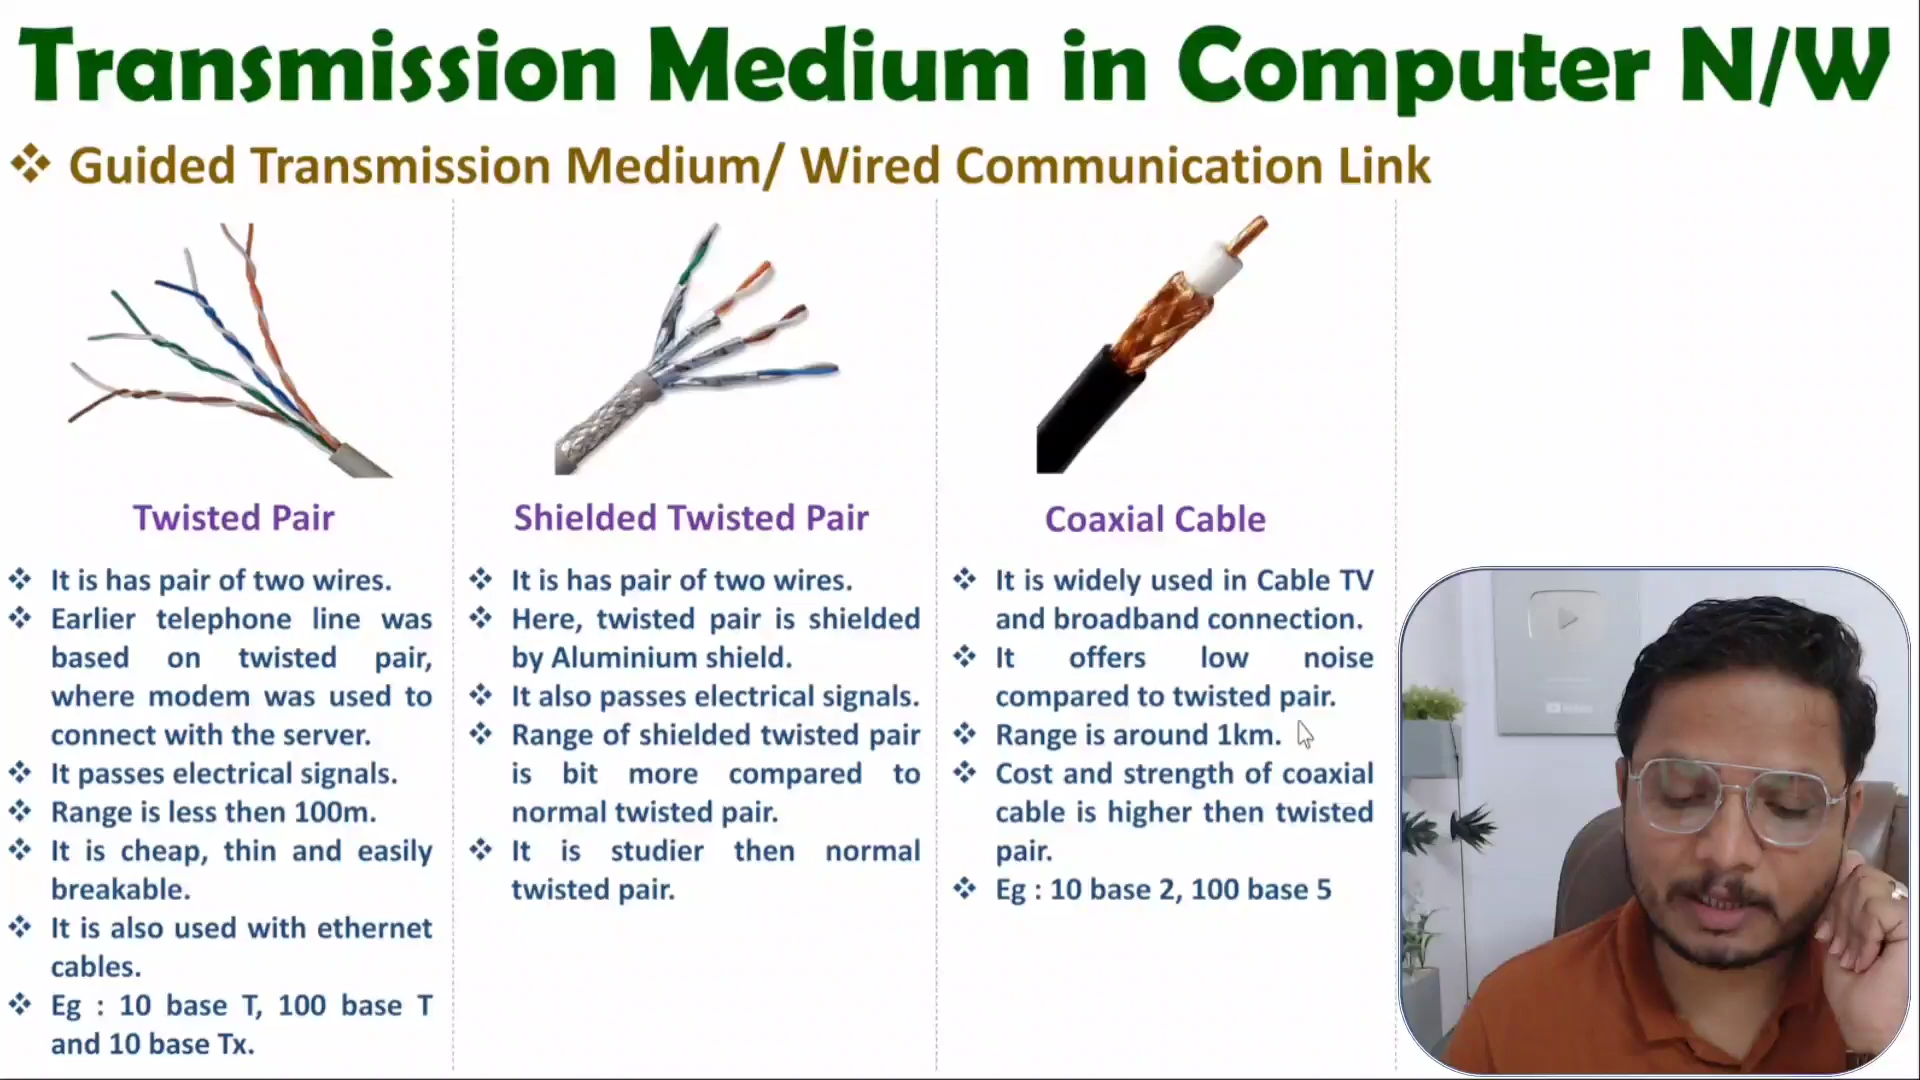 Transmission Medium in Computer N/W
❖ Guided Transmission Medium/ Wired Communication Link
Twisted Pair
❖ It is has pair of two wires.
❖ Earlier telephone line was
based on twisted pair,
where modem was used to
connect with the server.
❖ It passes electrical signals.
❖ Range is less then 100m.
❖ It is cheap, thin and easily
breakable.
❖ It is also used with ethernet
cables.
❖ Eg : 10 base T, 100 base T
and 10 base Tx.
Shielded Twisted Pair
❖ It is has pair of two wires.
❖ Here, twisted pair is shielded
by Aluminium shield.
❖ It also passes electrical signals.
❖ Range of shielded twisted pair
is bit more compared to
normal twisted pair.
❖ It is studier then normal
twisted pair.
Coaxial Cable
❖ It is widely used in Cable TV
and broadband connection.
❖ It offers low noise
compared to twisted pair.
❖ Range is around 1km.
❖ Cost and strength of coaxial
cable is higher then twisted
pair.
❖ Eg : 10 base 2, 100 base 5